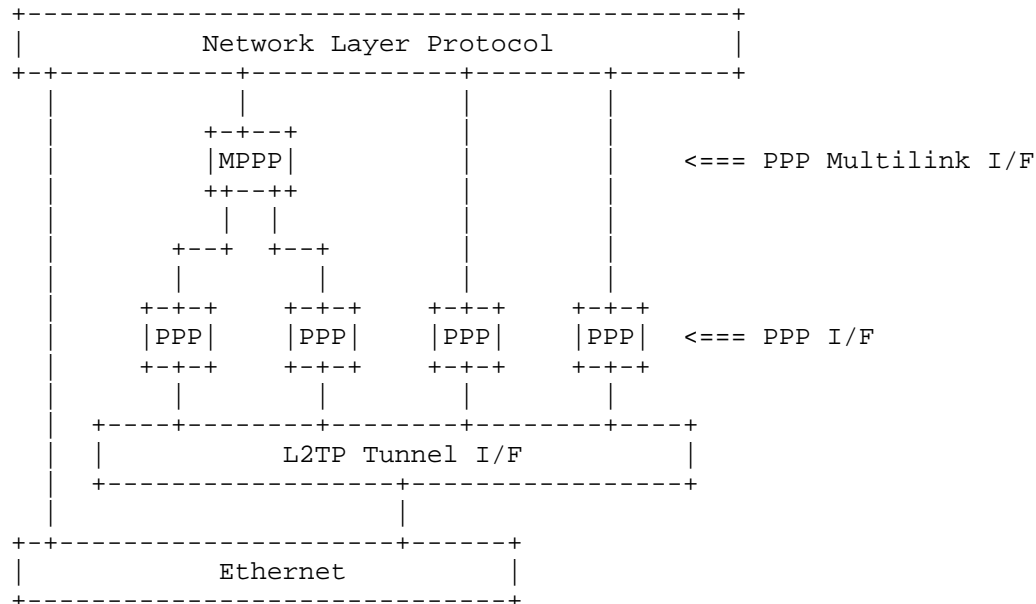 Network Layer Protocol
MPPP <=== PPP Multilink I/F
PPP PPP PPP PPP <=== PPP I/F
L2TP Tunnel I/F
Ethernet